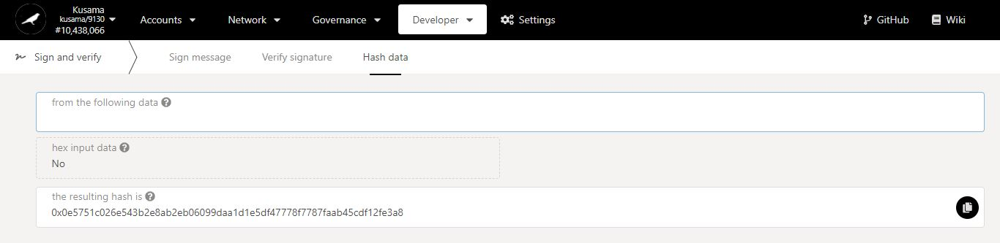 Kusama
kusama/9130
#10,438,066
Accounts
Network
Governance
Developer
Settings
GitHub
Wiki
Sign and verify
Sign message
Verify signature
Hash data
from the following data
hex input data
No
the resulting hash is
0x0e5751c026e543b2e8ab2eb06099daa1d1e5df47778f7787faab45cdf12fe3a8